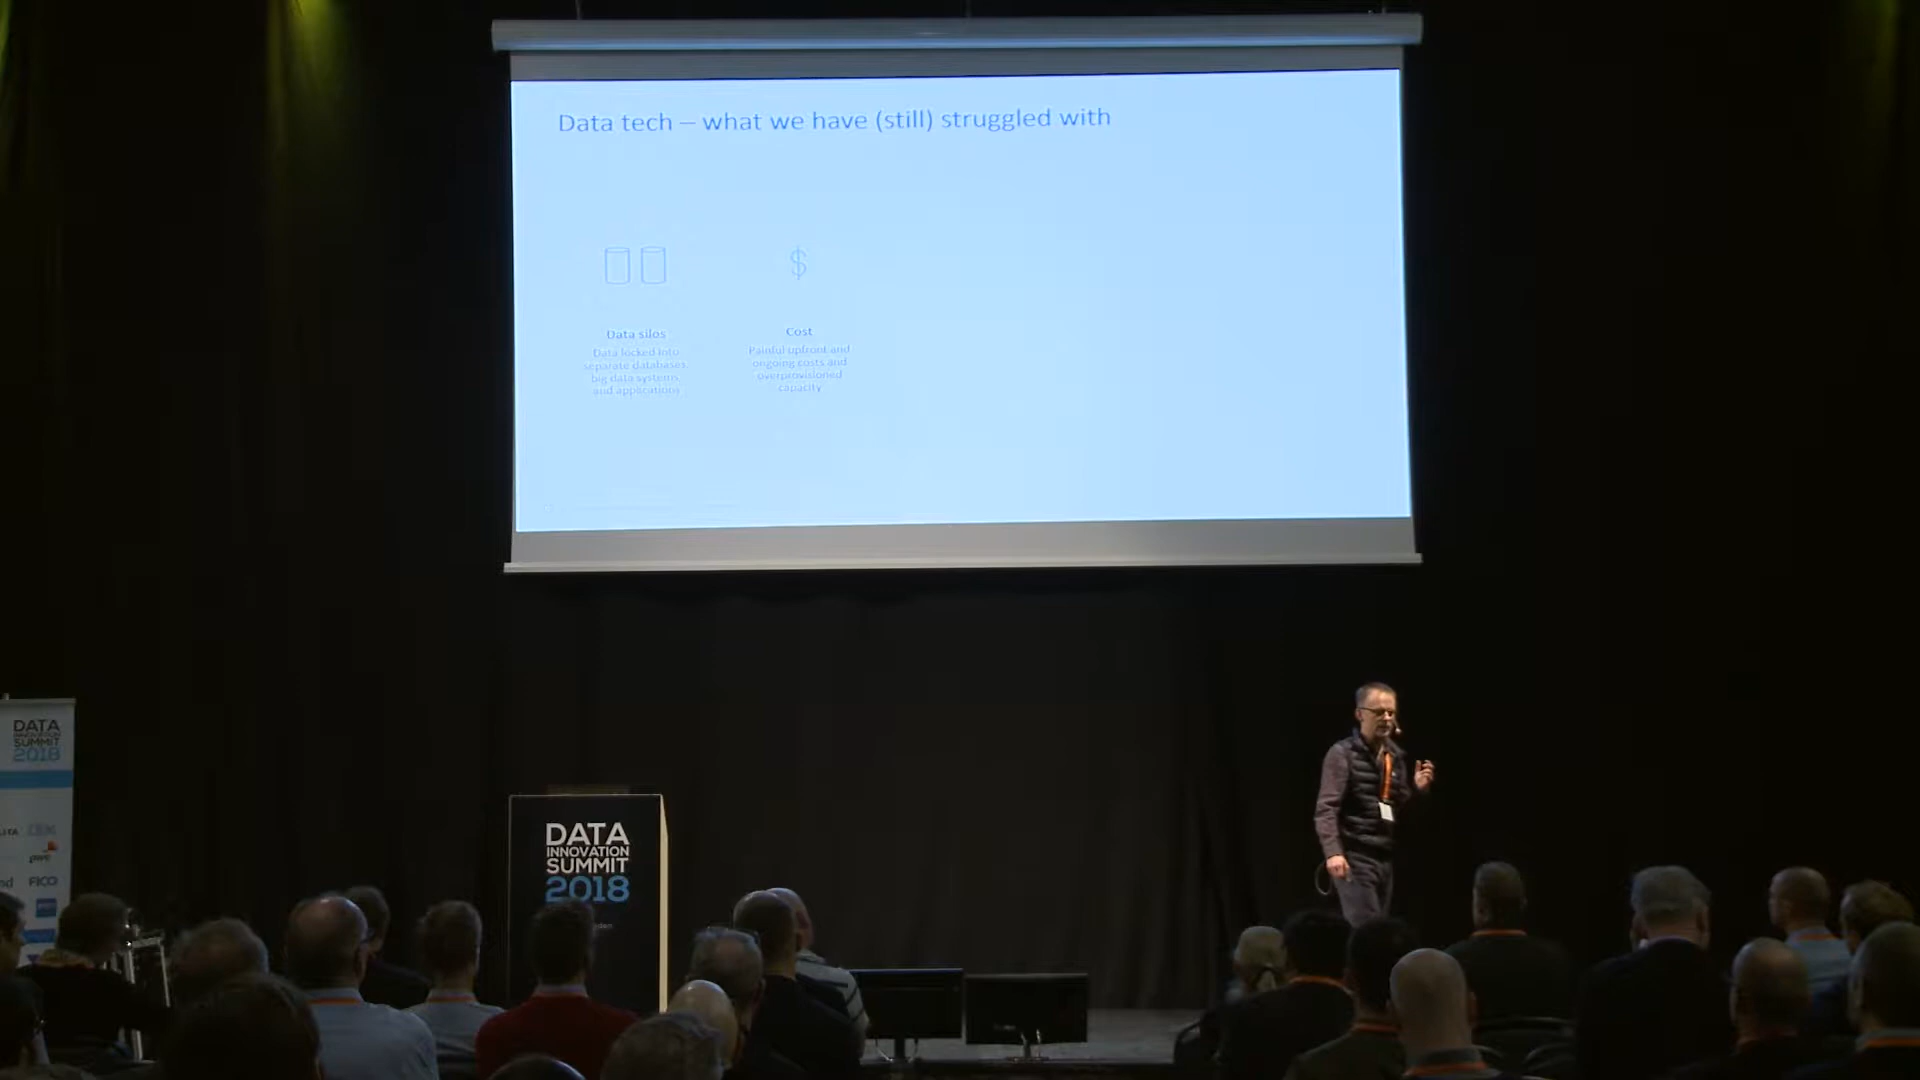 Data tech – what we have (still) struggled with
Data silos
Data locked into
separate databases,
big data systems
and applications
Cost
Painful upfront and
ongoing costs and
overprovisioned
capacity
DATA
INNOVATION
SUMMIT
2018
pwc
FICO
DATA
INNOVATION
SUMMIT
2018